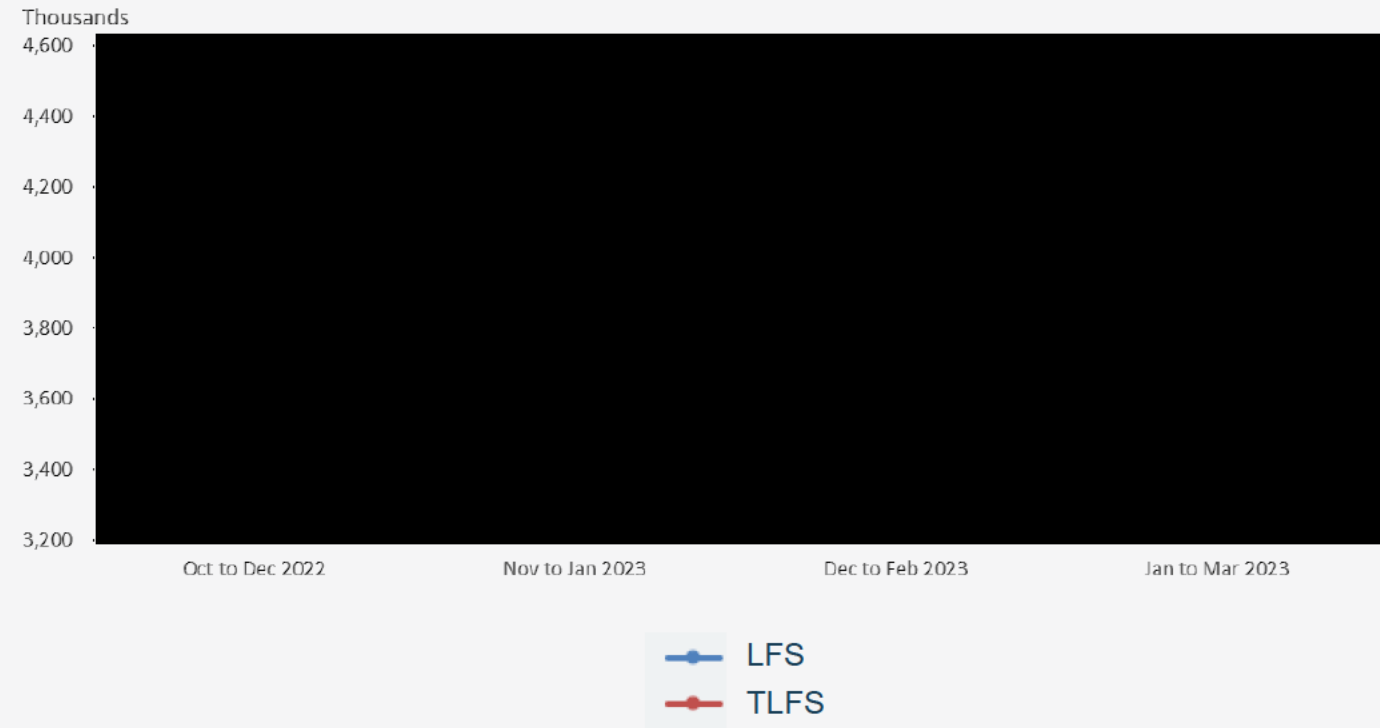 Thousands
4,600
4,400
4,200
4,000
3,800
3,600
3,400
3,200
Oct to Dec 2022 Nov to Jan 2023 Dec to Feb 2023 Jan to Mar 2023
LFS
TLFS